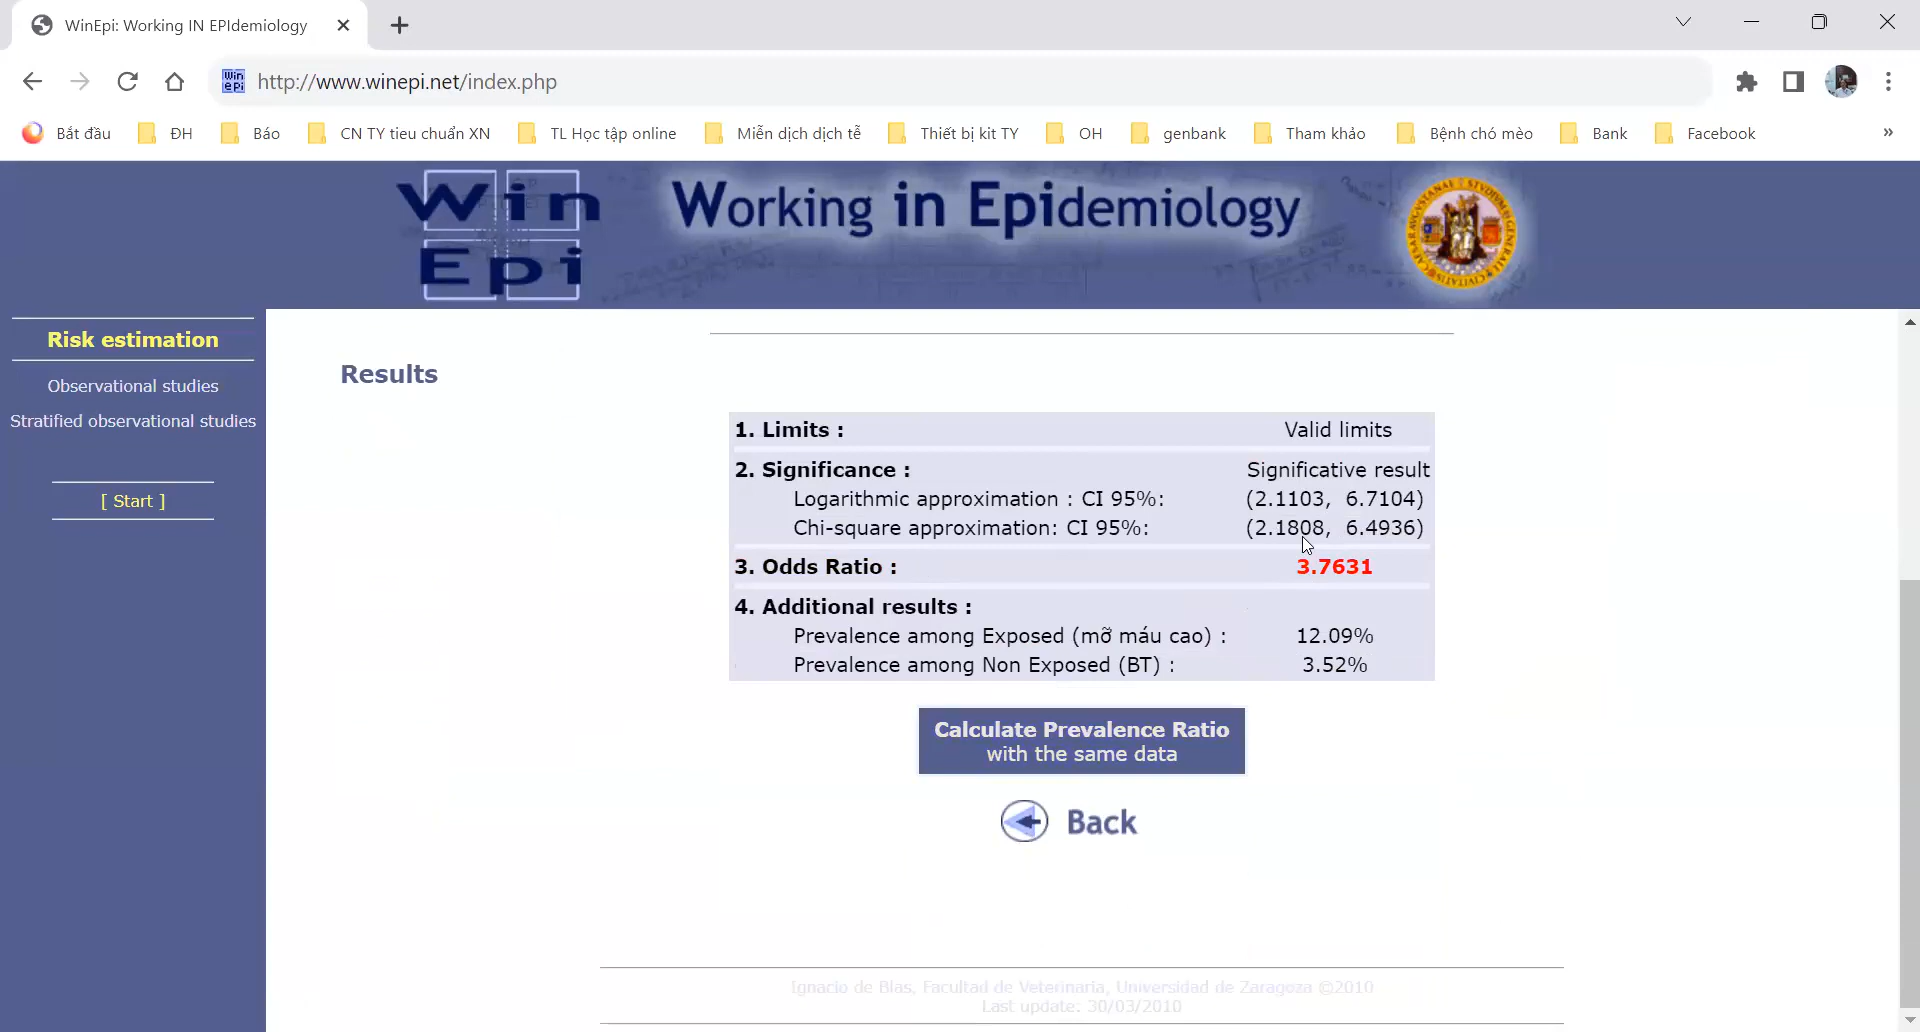 WinEpi: Working IN EPIdemiology
http://www.winepi.net/index.php
Bắt đầu ĐH Báo CN TY tieu chuẩn XN TL Học tập online Miễn dịch dịch tễ Thiết bị kit TY OH genbank Tham khảo Bệnh chó mèo Bank Facebook »
Win Epi
Working in Epidemiology
Risk estimation
Observational studies
Stratified observational studies
[ Start ]
Results
1. Limits : Valid limits
2. Significance : Significative result
Logarithmic approximation : CI 95%: (2.1103, 6.7104)
Chi-square approximation: CI 95%: (2.1808, 6.4936)
3. Odds Ratio : 3.7631
4. Additional results :
Prevalence among Exposed (mỡ máu cao) : 12.09%
Prevalence among Non Exposed (BT) : 3.52%
Calculate Prevalence Ratio
with the same data
Back
Ignacio de Blas, Facultad de Veterinaria, Universidad de Zaragoza ©2010
Last update: 30/03/2010